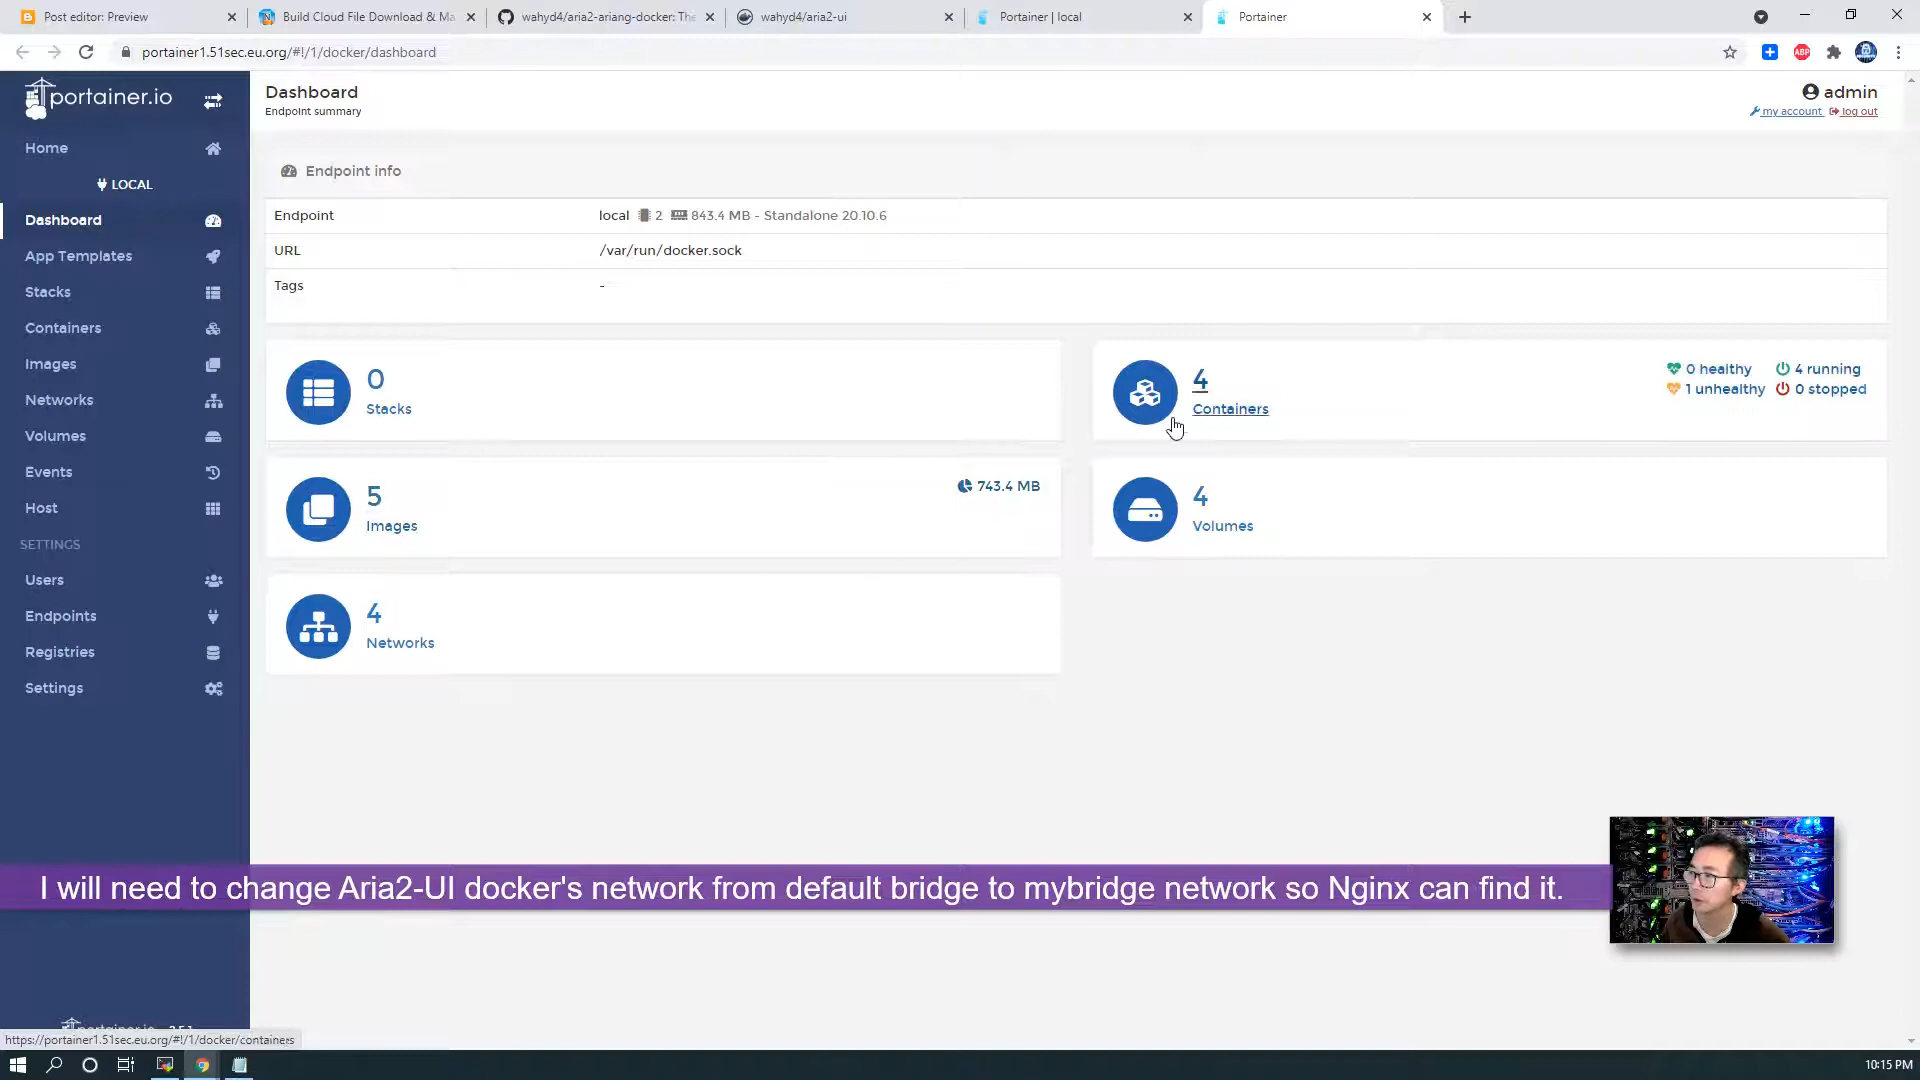 Post editor: Preview
Build Cloud File Download & Ma
wahyd4/aria2-ariang-docker: The
wahyd4/aria2-ui
Portainer | local
Portainer
portainer1.51sec.eu.org/#!/1/docker/dashboard
ABP
portainer.io
Home
LOCAL
Dashboard
App Templates
Stacks
Containers
Images
Networks
Volumes
Events
Host
SETTINGS
Users
Endpoints
Registries
Settings
Dashboard
Endpoint summary
admin
my account
log out
Endpoint info
Endpoint
local 2 843.4 MB - Standalone 20.10.6
URL
/var/run/docker.sock
Tags
-
0
Stacks
4
Containers
0 healthy
4 running
1 unhealthy
0 stopped
5
Images
743.4 MB
4
Volumes
4
Networks
I will need to change Aria2-UI docker's network from default bridge to mybridge network so Nginx can find it.
https://portainer1.51sec.eu.org/#!/1/docker/containers
10:15 PM